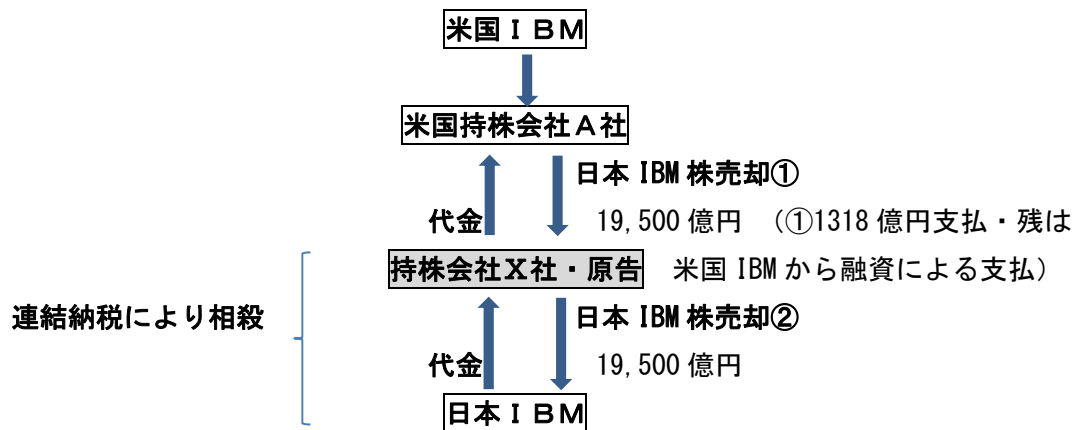 米国ＩＢＭ
米国持株会社Ａ社
日本 IBM 株売却①
代金 19,500 億円 （①1318 億円支払・残は
持株会社Ｘ社・原告 米国 IBM から融資による支払）
連結納税により相殺 日本 IBM 株売却②
代金 19,500 億円
日本ＩＢＭ